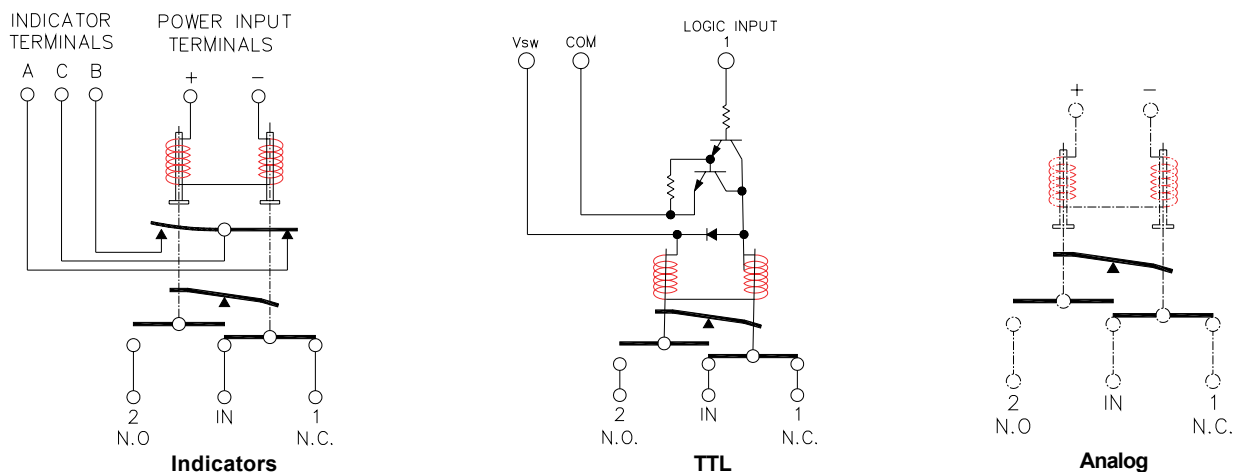 INDICATOR
TERMINALS
A C B
POWER INPUT
TERMINALS
+ −
2 IN 1
N.O N.C.
Indicators
Vsw COM
LOGIC INPUT
1
2 IN 1
N.O. N.C.
TTL
+ −
2 IN 1
N.O N.C.
Analog